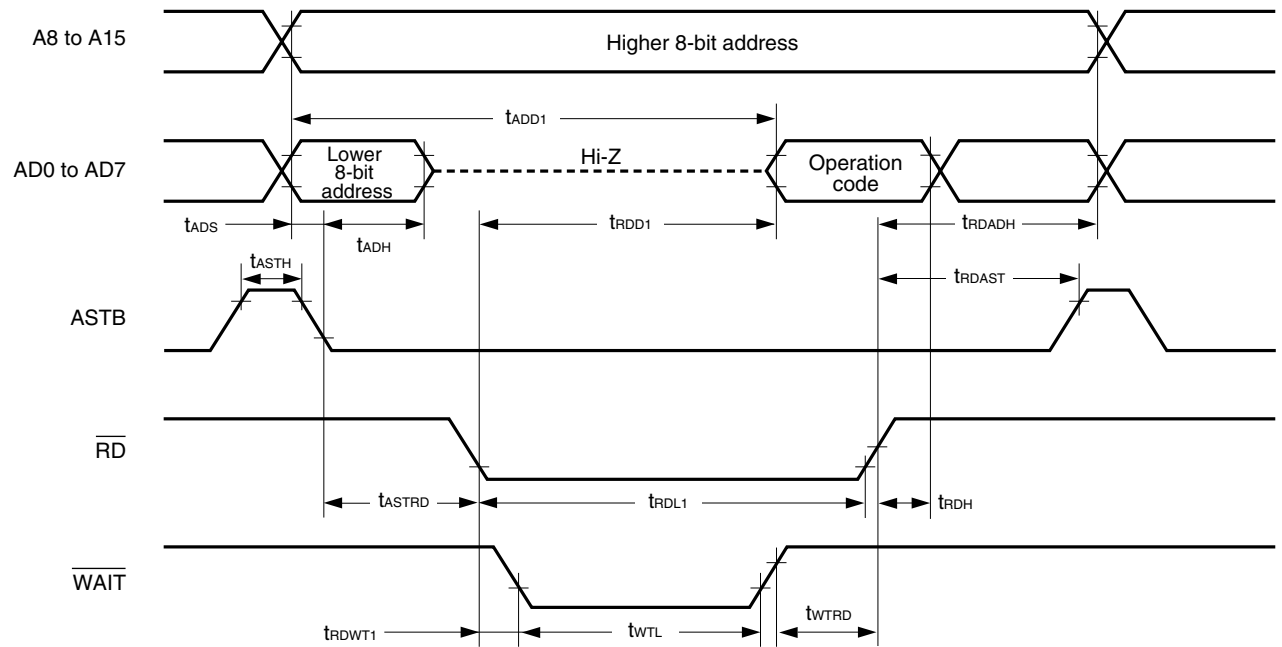 A8 to A15
Higher 8-bit address
tADD1
AD0 to AD7
Lower
8-bit
address
Hi-Z
Operation
code
tADS
tADH
tRDD1
tRDADH
tASTH
tRDAST
ASTB
RD
tASTRD
tRDL1
tRDH
WAIT
tRDWT1
tWTL
tWTRD